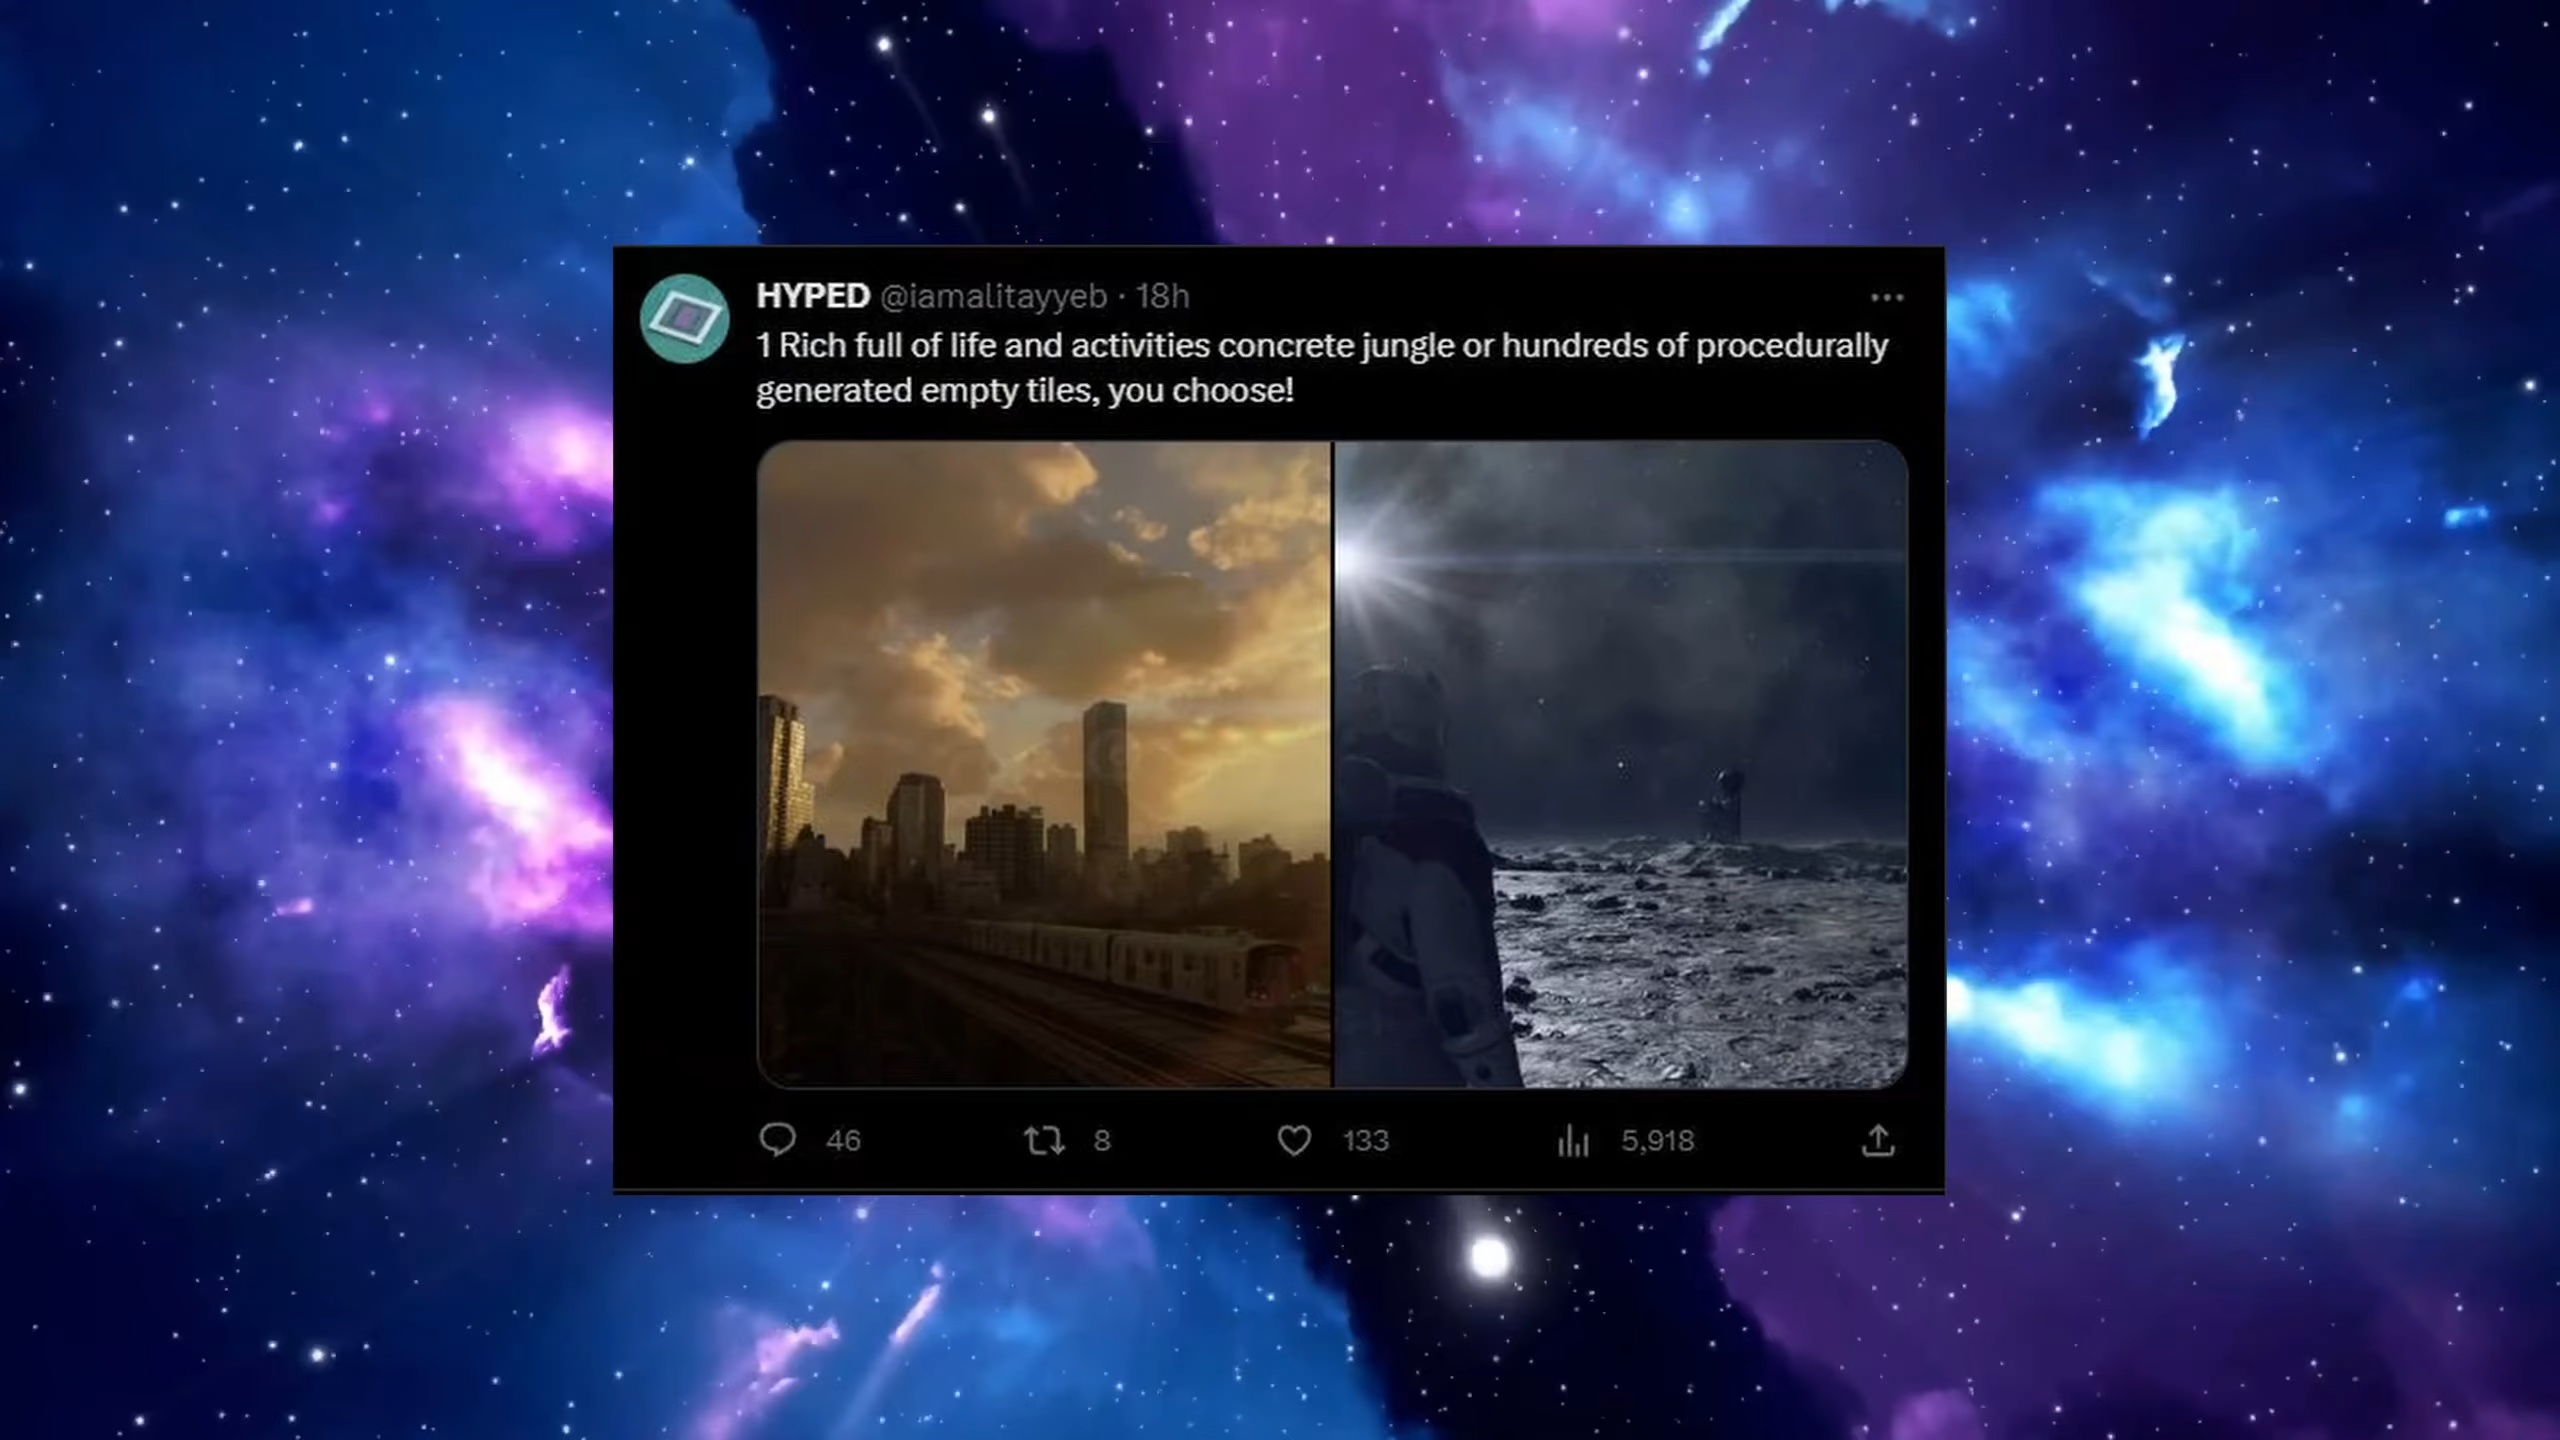 HYPED @iamalitayyeb · 18h
1 Rich full of life and activities concrete jungle or hundreds of procedurally
generated empty tiles, you choose!
46 8 133 5,918